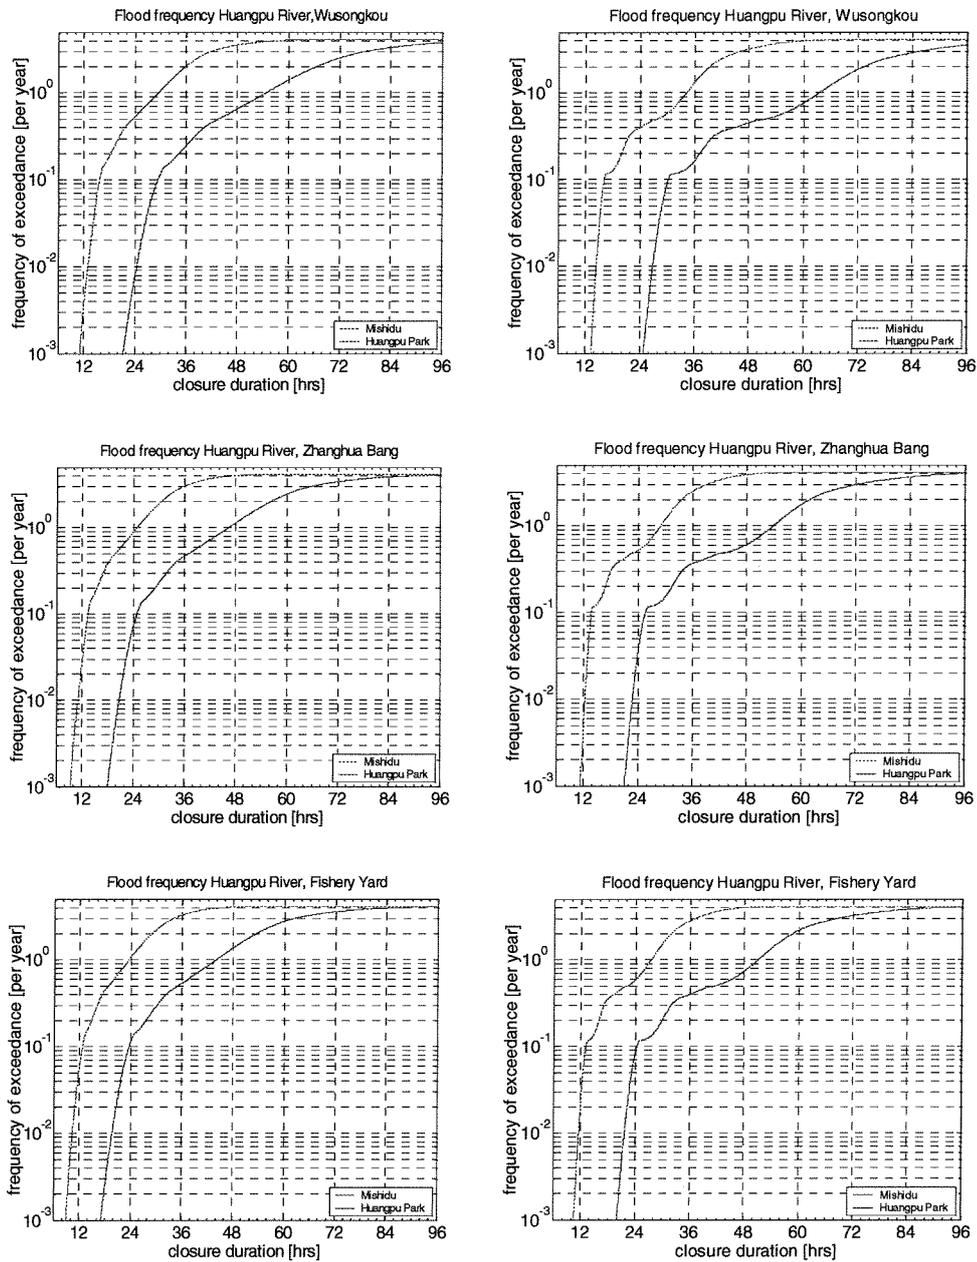 Flood frequency Huangpu River,Wusongkou
frequency of exceedance [per year]
10^0
10^-1
10^-2
10^-3
Mishidu
Huangpu Park
12 24 36 48 60 72 84 96
closure duration [hrs]
Flood frequency Huangpu River, Wusongkou
frequency of exceedance [per year]
10^0
10^-1
10^-2
10^-3
Mishidu
Huangpu Park
12 24 36 48 60 72 84 96
closure duration [hrs]
Flood frequency Huangpu River, Zhanghua Bang
frequency of exceedance [per year]
10^0
10^-1
10^-2
10^-3
Mishidu
Huangpu Park
12 24 36 48 60 72 84 96
closure duration [hrs]
Flood frequency Huangpu River, Zhanghua Bang
frequency of exceedance [per year]
10^0
10^-1
10^-2
10^-3
Mishidu
Huangpu Park
12 24 36 48 60 72 84 96
closure duration [hrs]
Flood frequency Huangpu River, Fishery Yard
frequency of exceedance [per year]
10^0
10^-1
10^-2
10^-3
Mishidu
Huangpu Park
12 24 36 48 60 72 84 96
closure duration [hrs]
Flood frequency Huangpu River, Fishery Yard
frequency of exceedance [per year]
10^0
10^-1
10^-2
10^-3
Mishidu
Huangpu Park
12 24 36 48 60 72 84 96
closure duration [hrs]